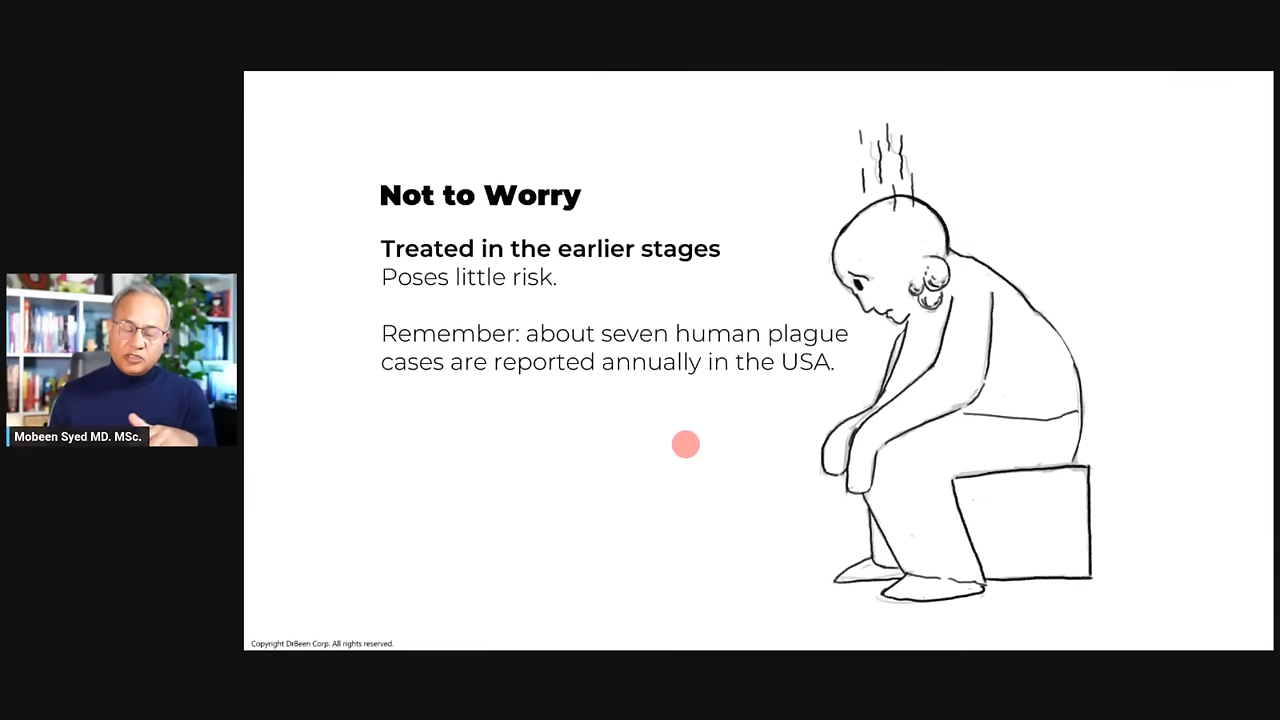 Not to Worry
Treated in the earlier stages
Poses little risk.
Remember: about seven human plague
cases are reported annually in the USA.
Mobeen Syed MD. MSc.
Copyright DrBeen Corp. All rights reserved.